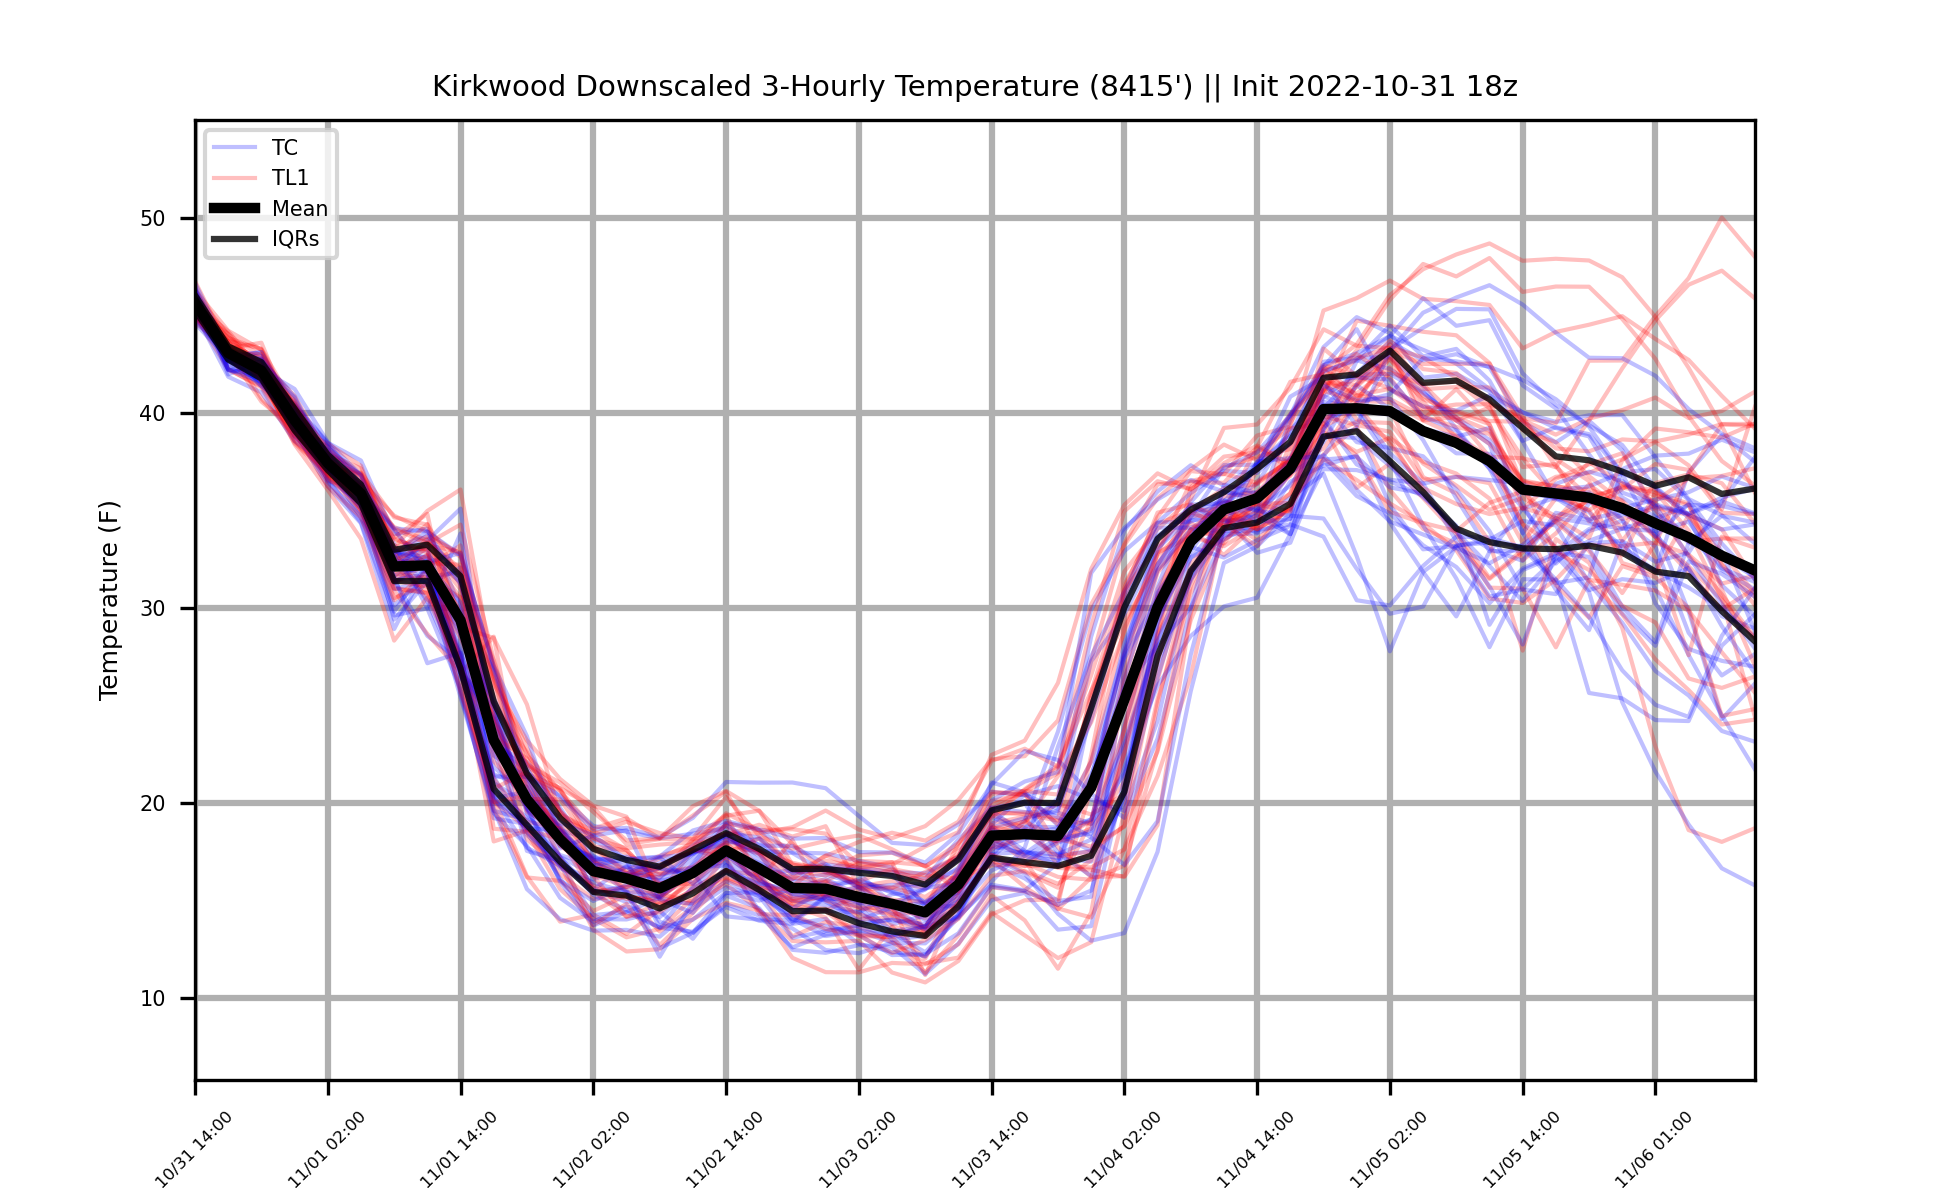 Kirkwood Downscaled 3-Hourly Temperature (8415') || Init 2022-10-31 18z
TC
TL1
Mean
IQRs
Temperature (F)
50
40
30
20
10
10/31 14:00
11/01 02:00
11/01 14:00
11/02 02:00
11/02 14:00
11/03 02:00
11/03 14:00
11/04 02:00
11/04 14:00
11/05 02:00
11/05 14:00
11/06 01:00